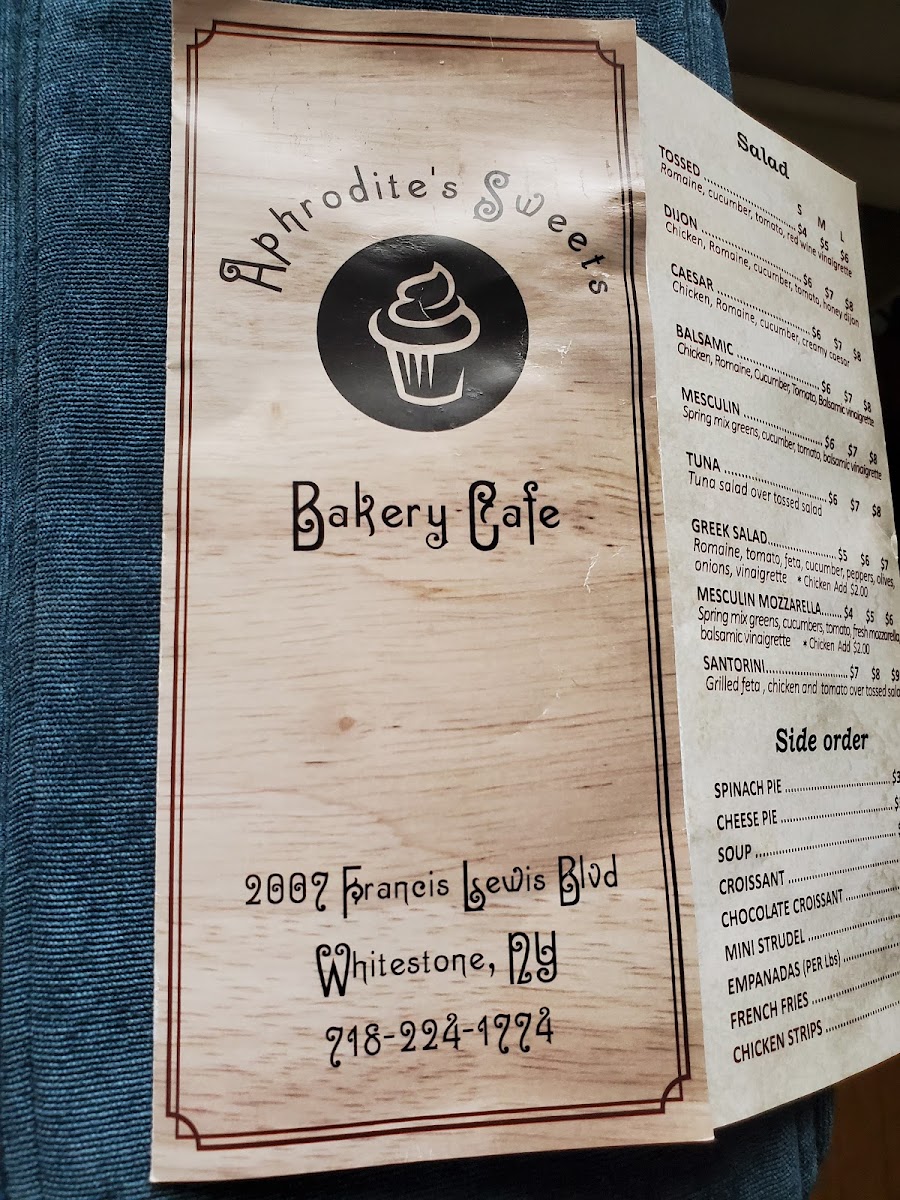 Aphrodite's Sweets
Bakery Cafe
2007 Francis Lewis Blvd
Whitestone, NY
718-224-1774
Salad
S M L
TOSSED ........................ $4 $5 $6
Romaine, cucumber, tomato, red wine vinaigrette
DIJON ........................ $6 $7 $8
Chicken, Romaine, cucumber, tomato, honey dijon
CAESAR ........................ $6 $7 $8
Chicken, Romaine, cucumber, creamy caesar
BALSAMIC ........................ $6 $7 $8
Chicken, Romaine, Cucumber, Tomato, Balsamic vinaigrette
MESCULIN ........................ $6 $7 $8
Spring mix greens, cucumber, tomato, balsamic vinaigrette
TUNA ........................ $6 $7 $8
Tuna salad over tossed salad
GREEK SALAD.................. $5 $6 $7
Romaine, tomato, feta, cucumber, peppers, olives,
onions, vinaigrette * Chicken Add $2.00
MESCULIN MOZZARELLA........ $4 $5 $6
Spring mix greens, cucumbers, tomato, fresh mozzarella,
balsamic vinaigrette * Chicken Add $2.00
SANTORINI........................ $7 $8 $9
Grilled feta , chicken and tomato over tossed
Side order
SPINACH PIE ........................ $3
CHEESE PIE ........................
SOUP ........................
CROISSANT ........................
CHOCOLATE CROISSANT ................
MINI STRUDEL ........................
EMPANADAS (PER Lbs) ................
FRENCH FRIES ........................
CHICKEN STRIPS ........................